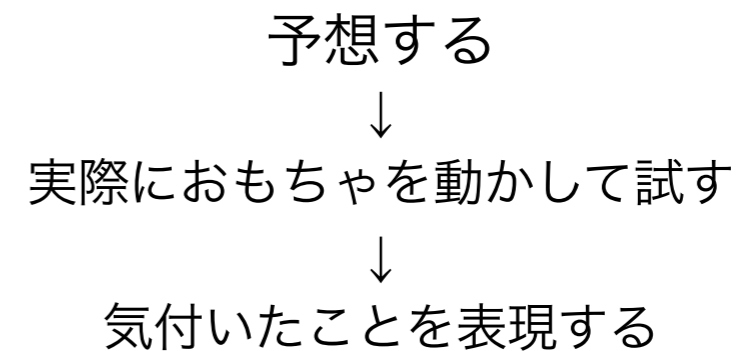 予想する
↓
実際におもちゃを動かして試す
↓
気付いたことを表現する